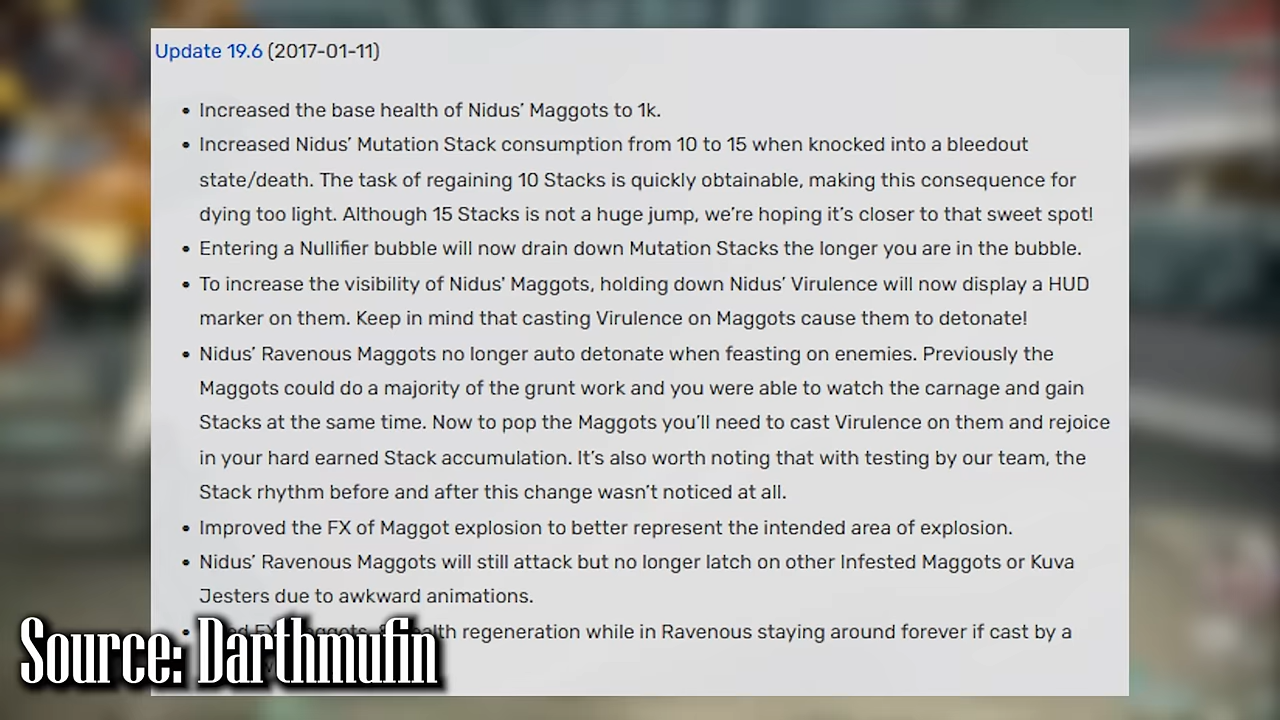 Update 19.6 (2017-01-11)
• Increased the base health of Nidus’ Maggots to 1k.
• Increased Nidus’ Mutation Stack consumption from 10 to 15 when knocked into a bleedout
state/death. The task of regaining 10 Stacks is quickly obtainable, making this consequence for
dying too light. Although 15 Stacks is not a huge jump, we’re hoping it’s closer to that sweet spot!
• Entering a Nullifier bubble will now drain down Mutation Stacks the longer you are in the bubble.
• To increase the visibility of Nidus' Maggots, holding down Nidus’ Virulence will now display a HUD
marker on them. Keep in mind that casting Virulence on Maggots cause them to detonate!
• Nidus’ Ravenous Maggots no longer auto detonate when feasting on enemies. Previously the
Maggots could do a majority of the grunt work and you were able to watch the carnage and gain
Stacks at the same time. Now to pop the Maggots you’ll need to cast Virulence on them and rejoice
in your hard earned Stack accumulation. It’s also worth noting that with testing by our team, the
Stack rhythm before and after this change wasn’t noticed at all.
• Improved the FX of Maggot explosion to better represent the intended area of explosion.
• Nidus’ Ravenous Maggots will still attack but no longer latch on other Infested Maggots or Kuva
Jesters due to awkward animations.
• regeneration while in Ravenous staying around forever if cast by a
Source: Darthmufin